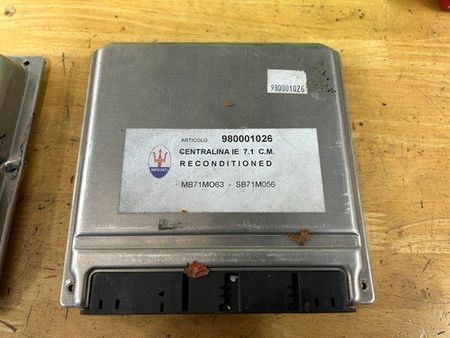 980001026
ARTICOLO 980001026
CENTRALINA IE 7.1 C.M.
RECONDITIONED
MASERATI
MB71MO63 - SB71M056